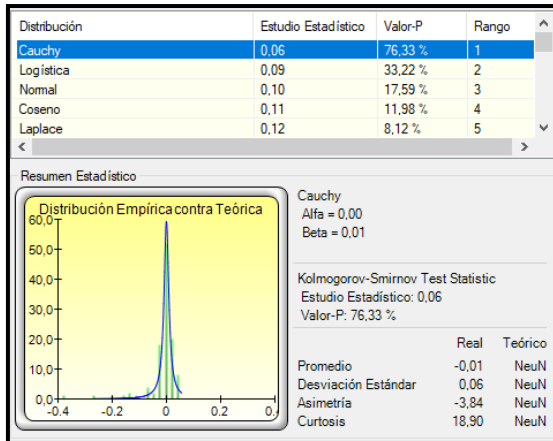 Distribución Estudio Estadístico Valor-P Rango
Cauchy 0,06 76,33 % 1
Logística 0,09 33,22 % 2
Normal 0,10 17,59 % 3
Coseno 0,11 11,98 % 4
Laplace 0,12 8,12 % 5
Resumen Estadístico
Distribución Empírica contra Teórica
60,0
50,0
40,0
30,0
20,0
10,0
0,0
-0.4 -0.2 0 0.2 0.
Cauchy
Alfa = 0,00
Beta = 0,01
Kolmogorov-Smirnov Test Statistic
Estudio Estadístico: 0,06
Valor-P: 76,33 %
Real Teórico
Promedio -0,01 NeuN
Desviación Estándar 0,06 NeuN
Asimetría -3,84 NeuN
Curtosis 18,90 NeuN